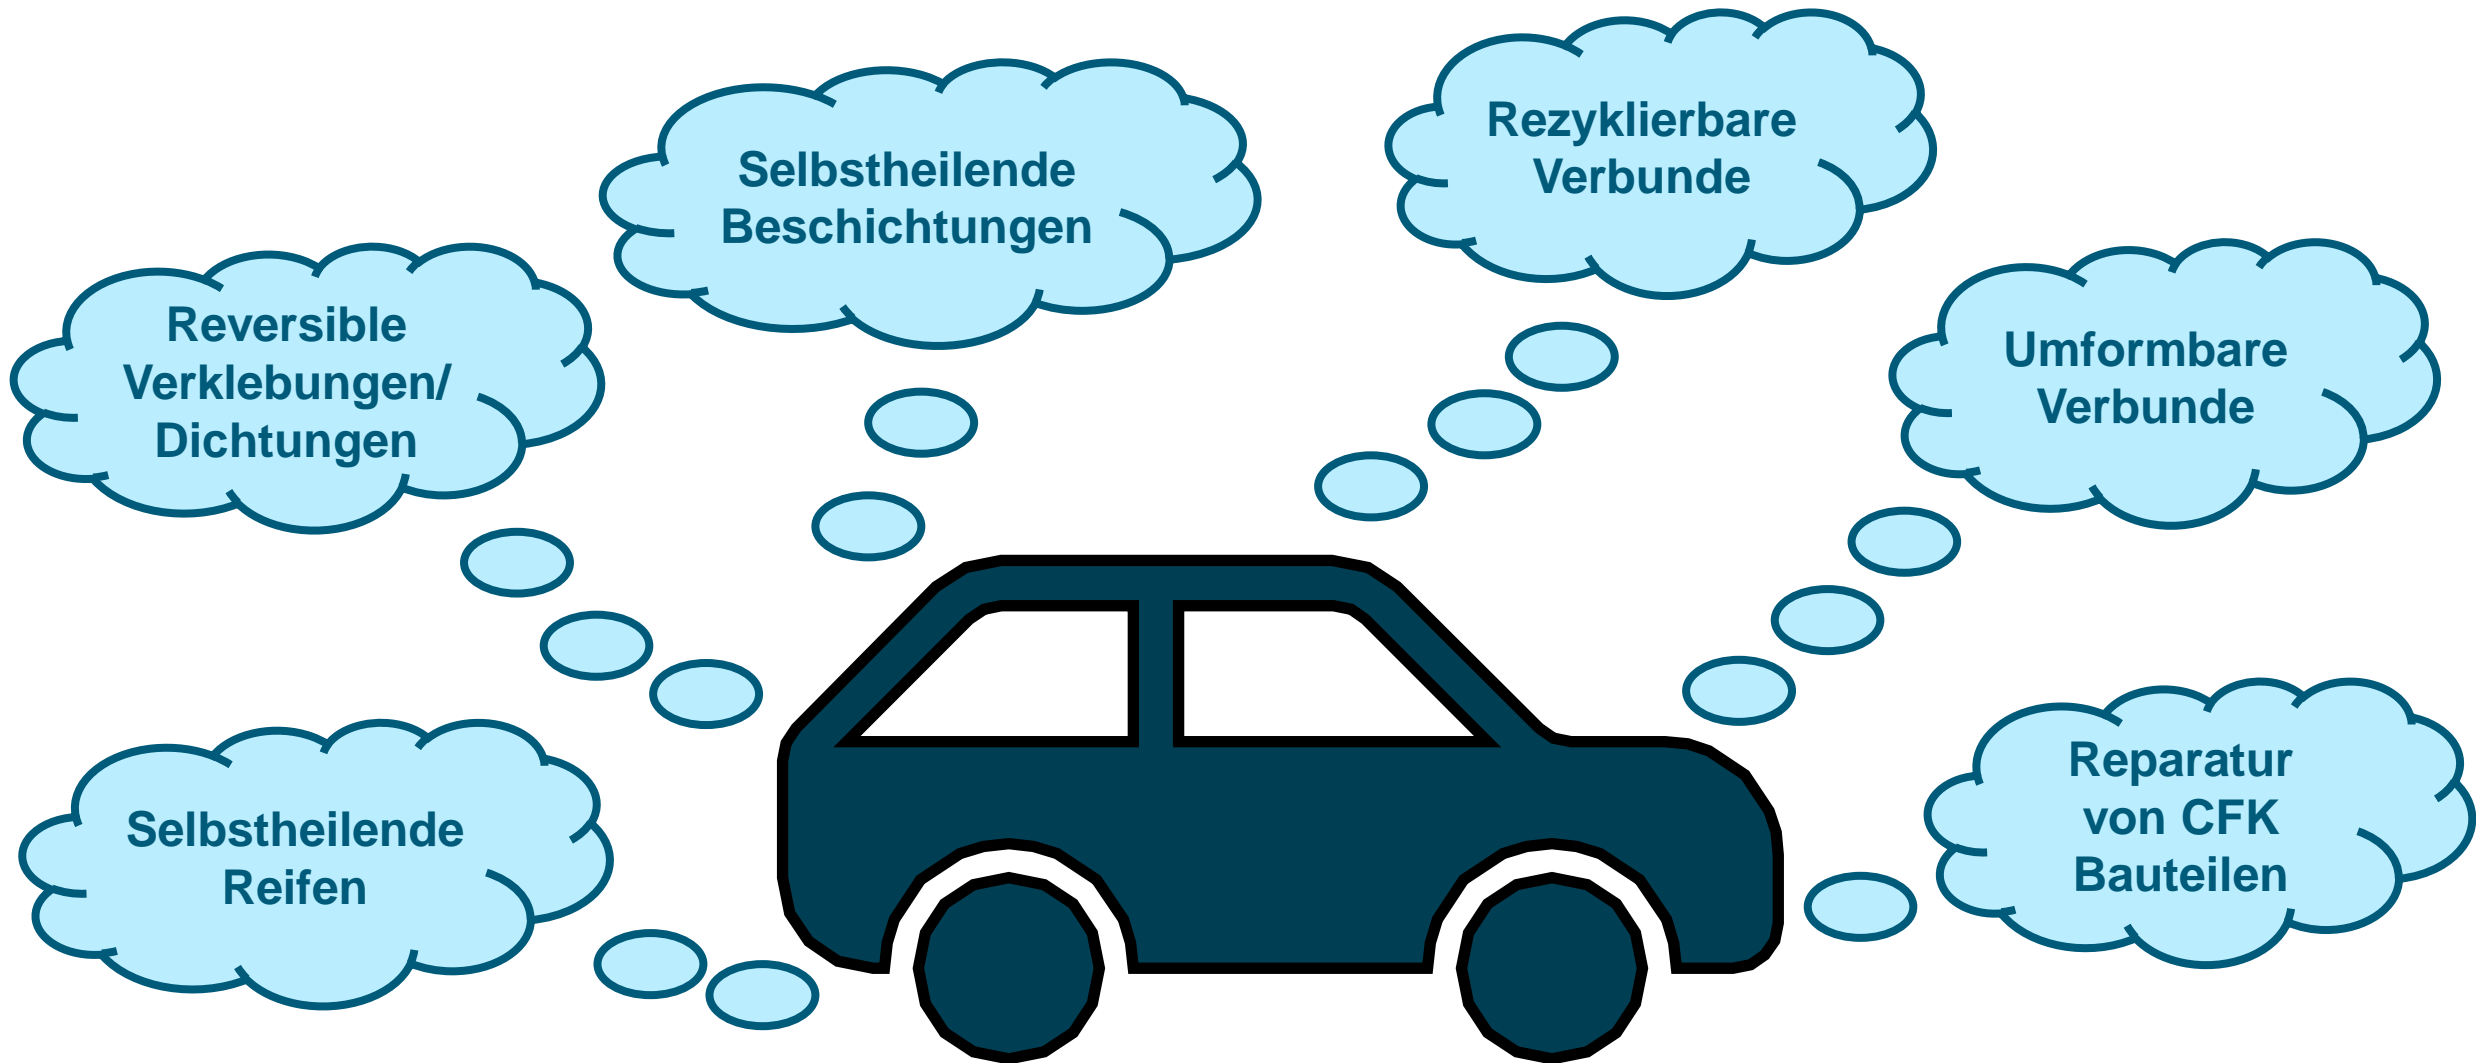 Rezyklierbare
Verbunde
Selbstheilende
Beschichtungen
Reversible
Verklebungen/
Dichtungen
Umformbare
Verbunde
Selbstheilende
Reifen
Reparatur
von CFK
Bauteilen